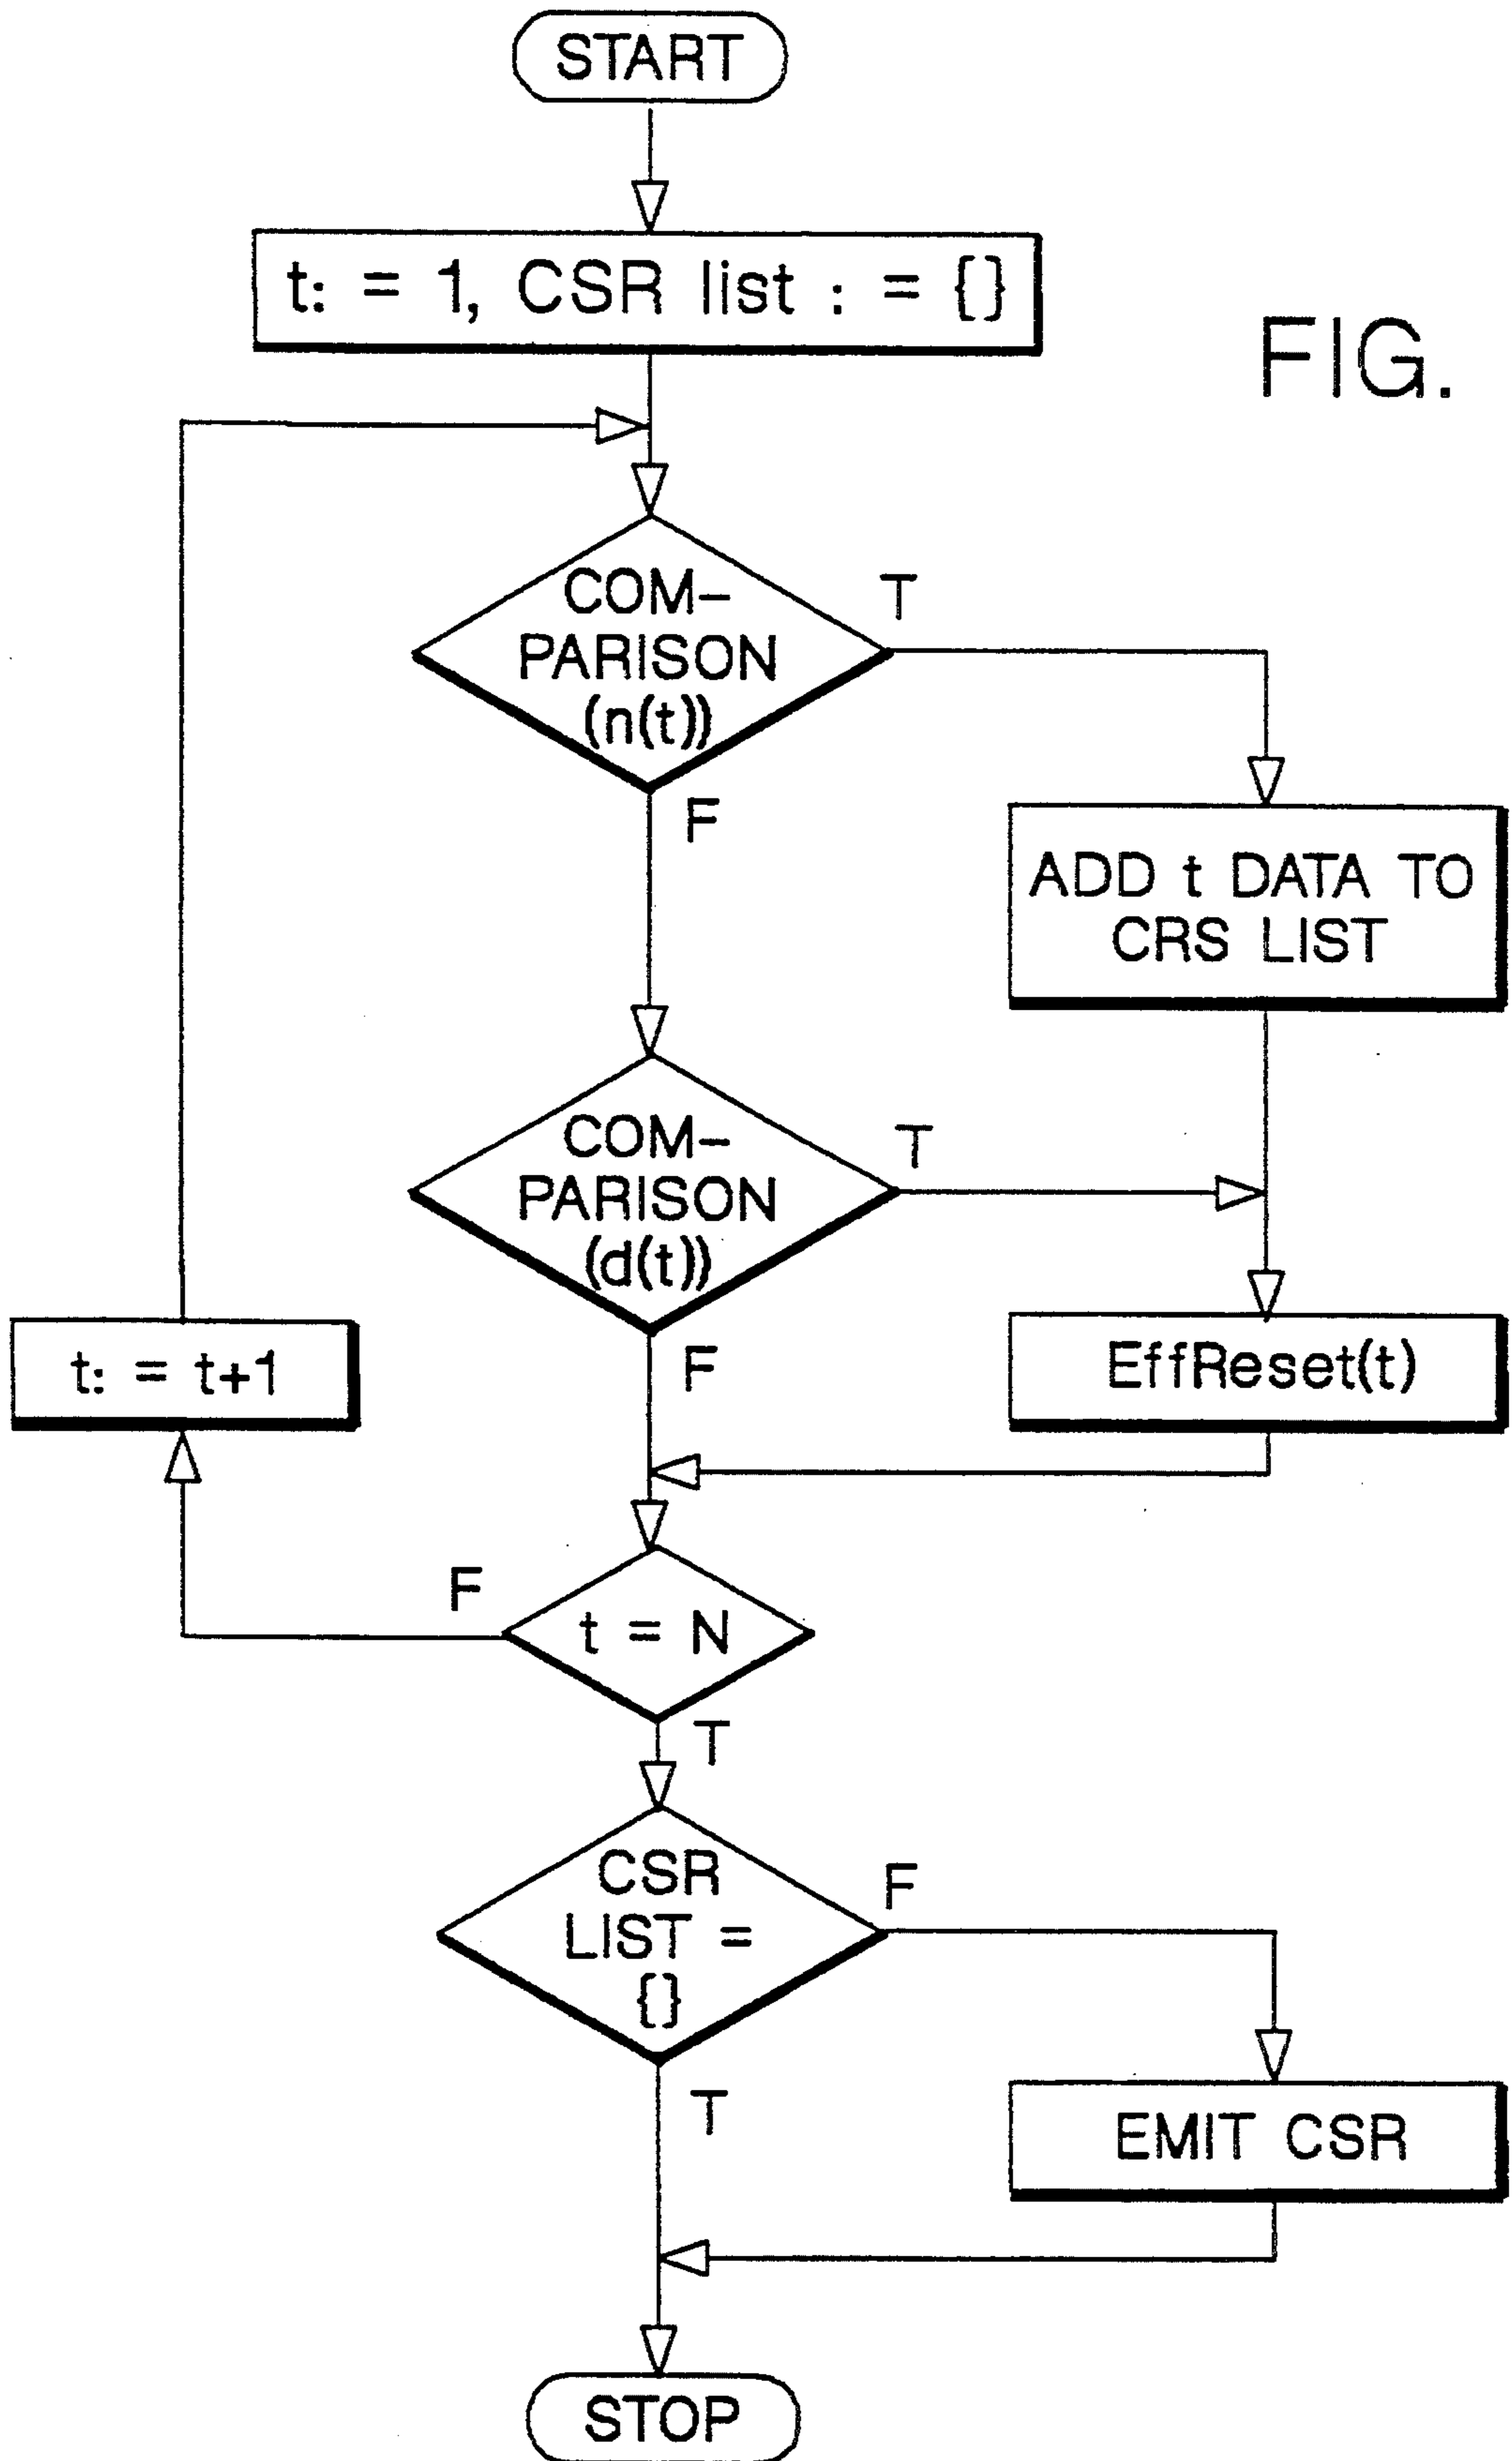 START
t: = 1, CSR list : = {}
FIG.
COM-
PARISON
(n(t))
T
F
ADD t DATA TO
CRS LIST
COM-
PARISON
(d(t))
T
F
t: = t+1
EffReset(t)
F
t = N
T
CSR
LIST =
{}
F
T
EMIT CSR
STOP